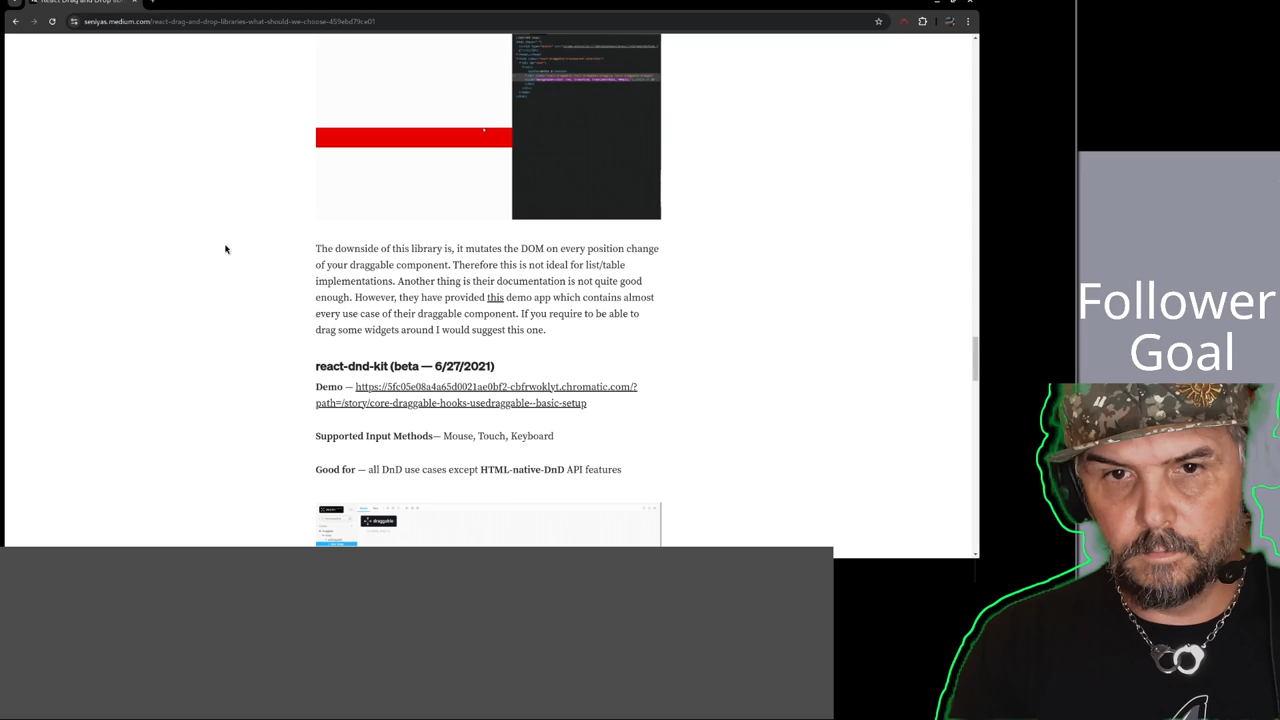 React Drag and Drop
seniyas.medium.com/react-drag-and-drop-libraries-what-should-we-choose-459ebd79ce01
The downside of this library is, it mutates the DOM on every position change
of your draggable component. Therefore this is not ideal for list/table
implementations. Another thing is their documentation is not quite good
enough. However, they have provided this demo app which contains almost
every use case of their draggable component. If you require to be able to
drag some widgets around I would suggest this one.
react-dnd-kit (beta — 6/27/2021)
Demo — https://5fc05e08a4a65d0021ae0bf2-cbfrwoklyt.chromatic.com/?
path=/story/core-draggable-hooks-usedraggable--basic-setup
Supported Input Methods— Mouse, Touch, Keyboard
Good for — all DnD use cases except HTML-native-DnD API features
draggable
Follower
Goal